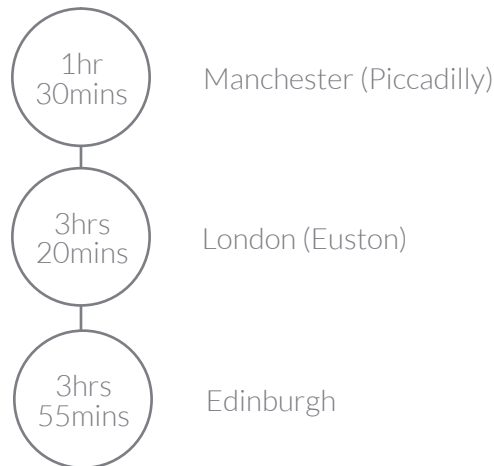 1hr
30mins
Manchester (Piccadilly)
3hrs
20mins
London (Euston)
3hrs
55mins
Edinburgh